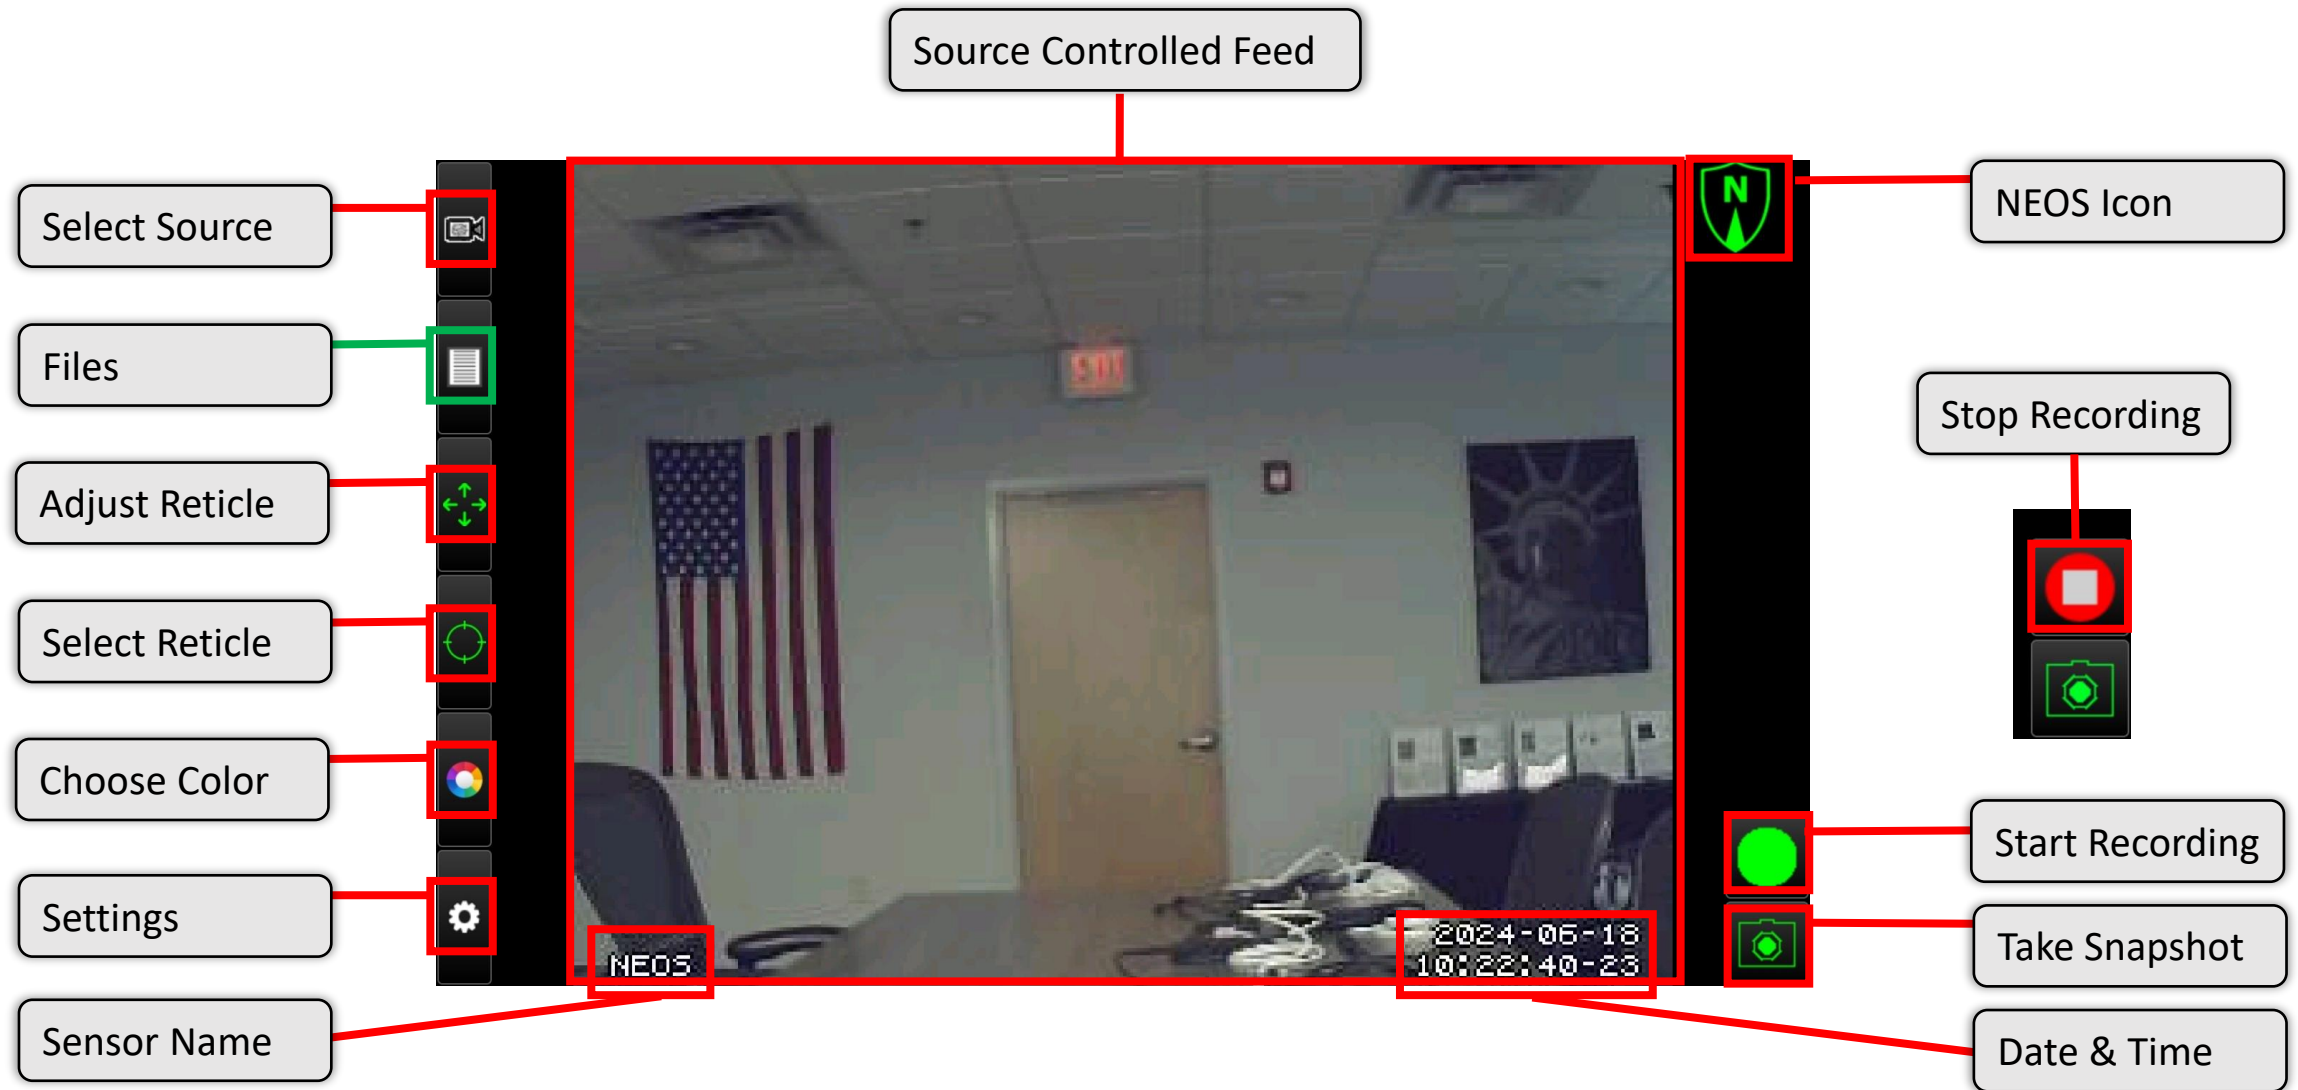 Source Controlled Feed
Select Source
N
NEOS Icon
Files
EXIT
Stop Recording
Adjust Reticle
Select Reticle
Choose Color
Start Recording
Settings
Take Snapshot
2024-06-18
NEOS
10:22:40-23
Sensor Name
Date & Time